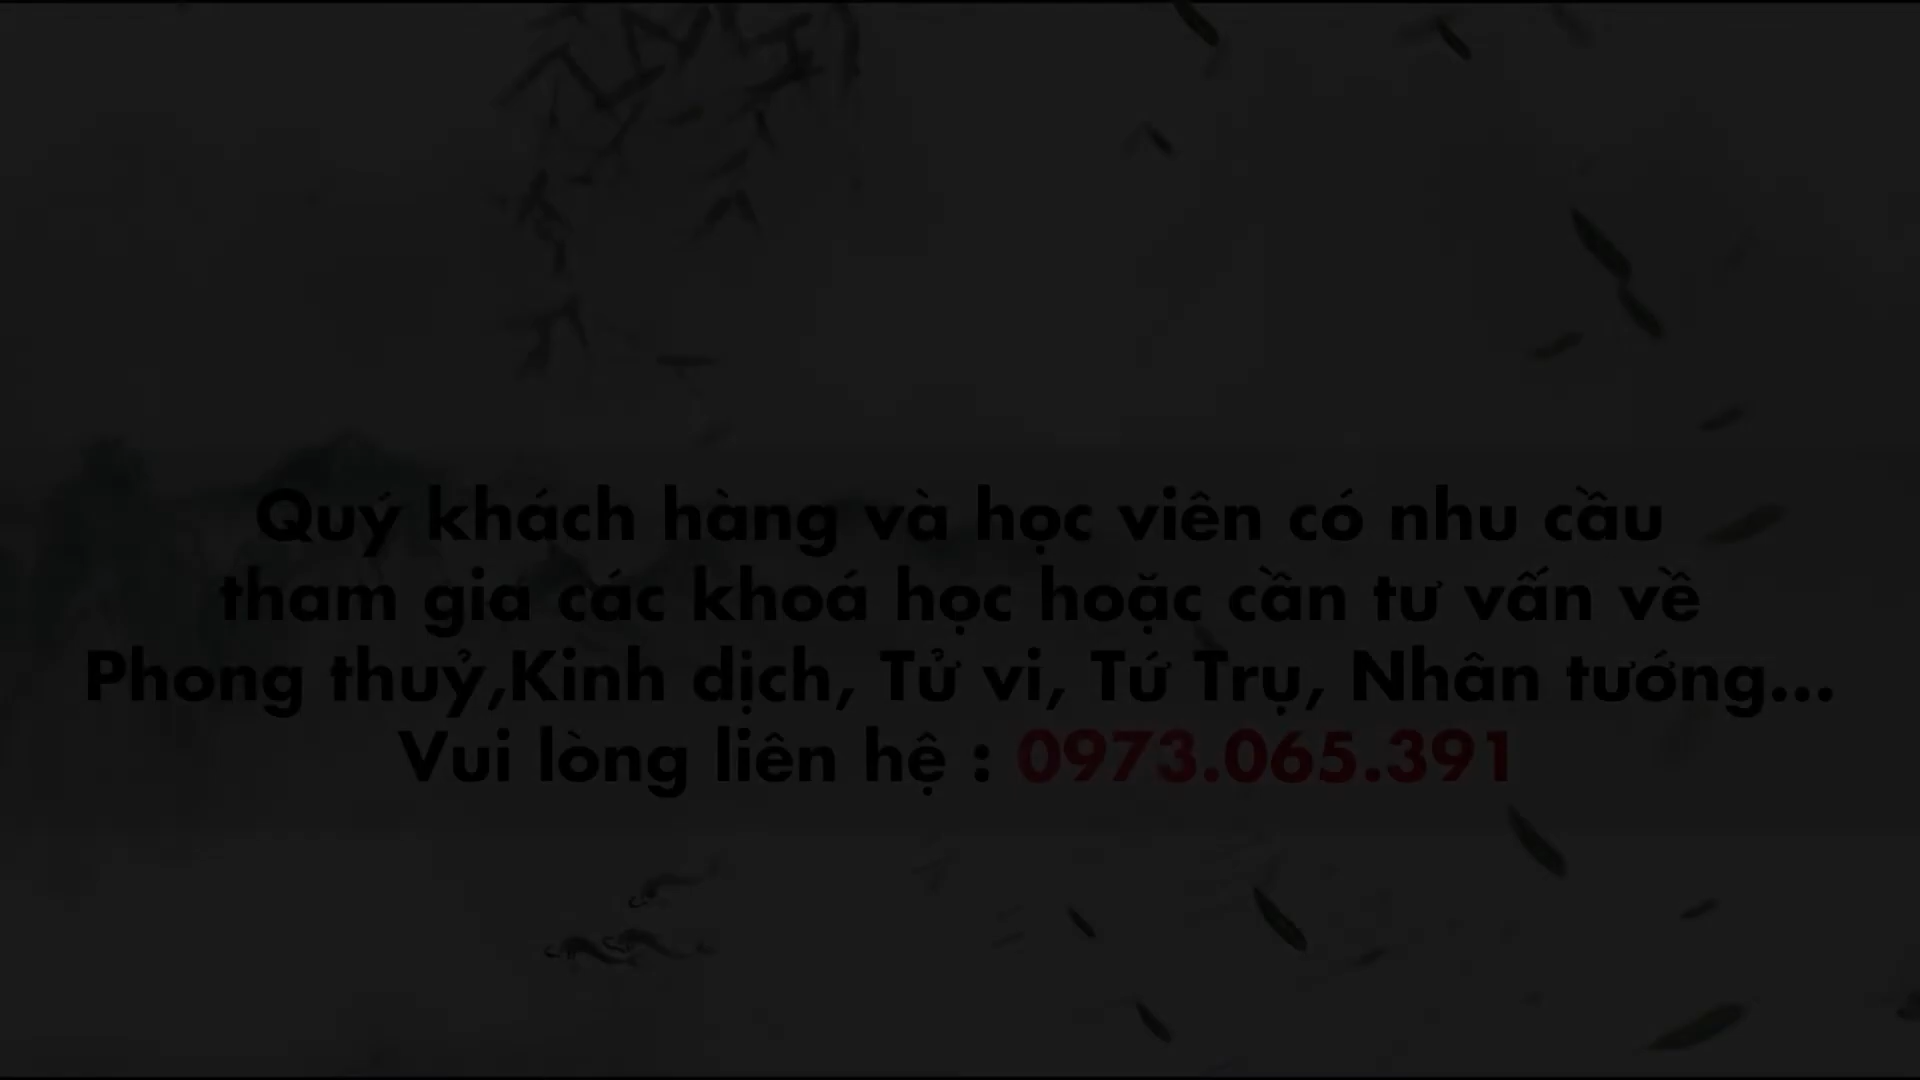 Quý khách hàng và học viên có nhu cầu
tham gia các khoá học hoặc cần tư vấn về
Phong thuỷ,Kinh dịch, Tử vi, Tứ Trụ, Nhân tướng...
Vui lòng liên hệ : 0973.065.391